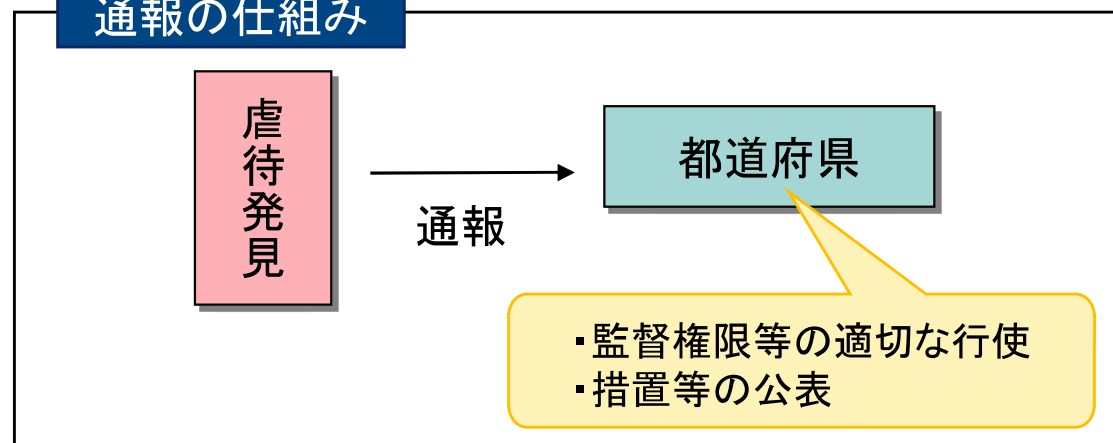 通報の仕組み
虐待発見
都道府県
通報
・監督権限等の適切な行使
・措置等の公表